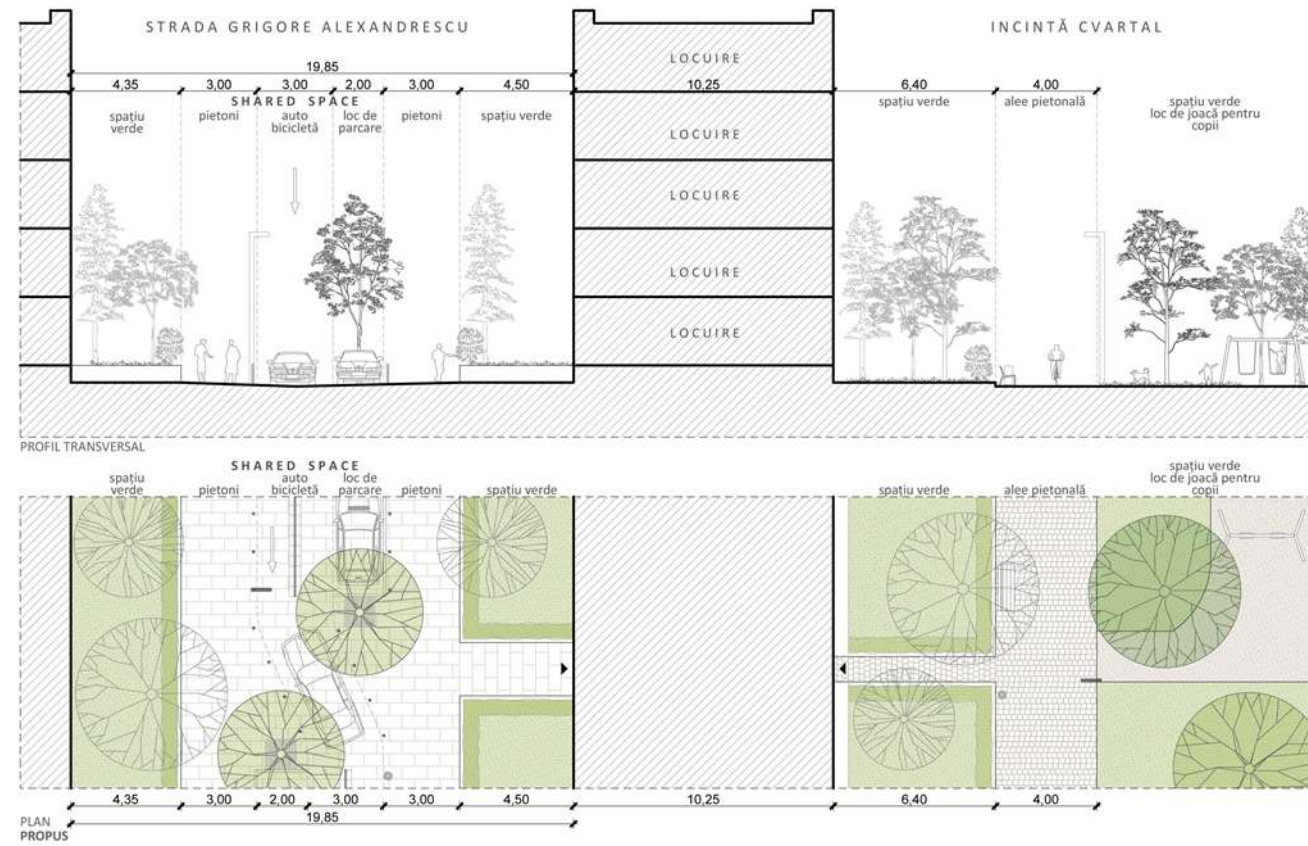 STRADA GRIGORE ALEXANDRESCU
INCINTĂ CVARTAL
LOCUIRE
19,85
4,35 3,00 3,00 2,00 3,00 4,50 10,25 6,40 4,00
SHARED SPACE
spațiu
verde
pietoni
auto
bicicletă
loc de
parcare
pietoni
spațiu verde
spațiu verde
alee pietonală
spațiu verde
loc de joacă pentru
copii
LOCUIRE
LOCUIRE
LOCUIRE
LOCUIRE
PROFIL TRANSVERSAL
SHARED SPACE
spațiu
verde
pietoni
auto
bicicletă
loc de
parcare
pietoni
spațiu verde
spațiu verde
alee pietonală
spațiu verde
loc de joacă pentru
copii
4,35 3,00 2,00 3,00 3,00 4,50 10,25 6,40 4,00
19,85
PLAN
PROPUS